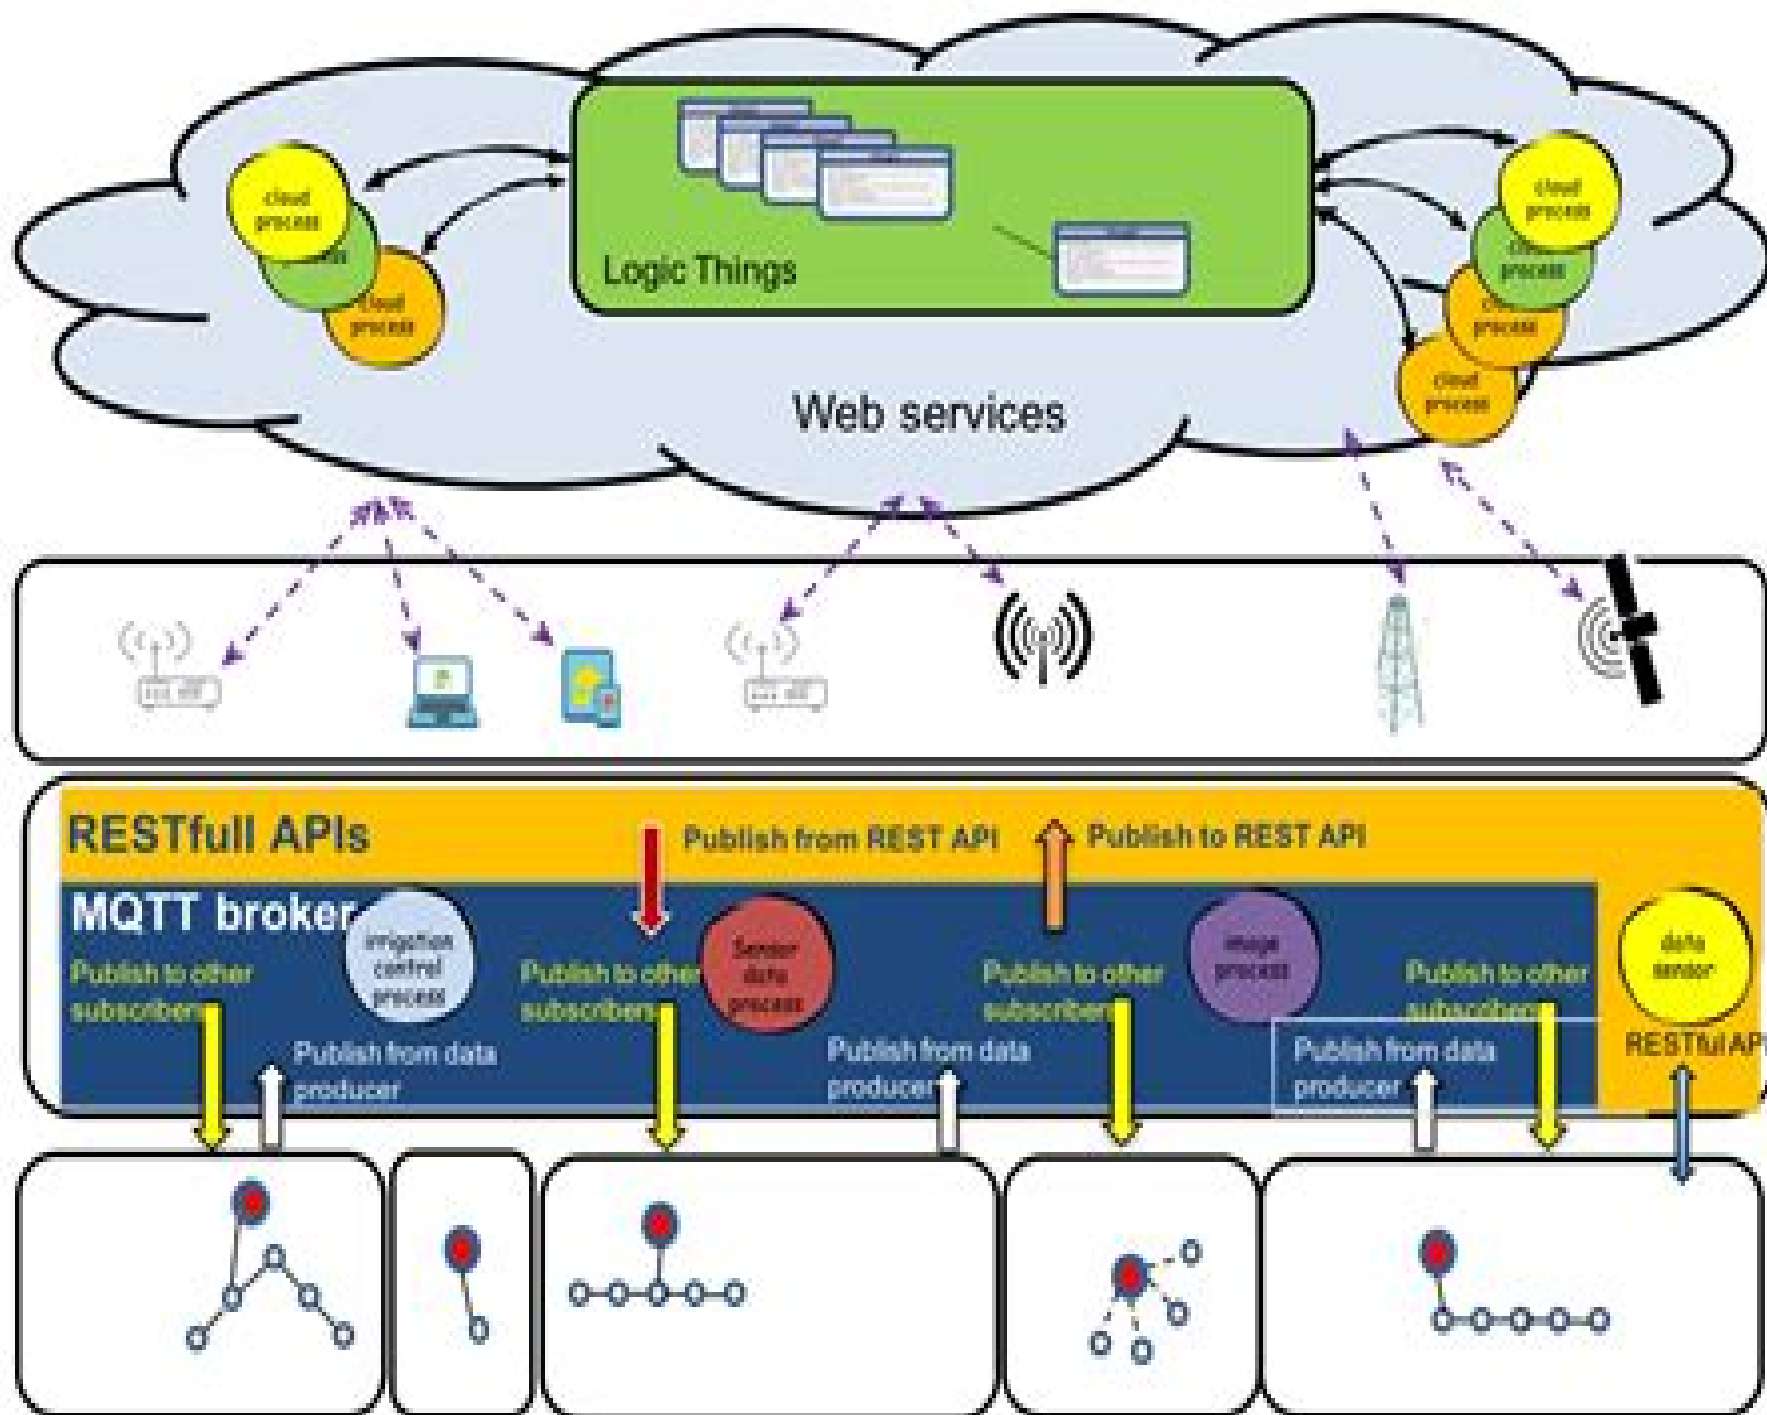 cloud
process
cloud
process
Logic Things
cloud
process
process
process
cloud
process
Web services
RESTfull APIs
Publish from REST API
Publish to REST API
MQTT broker
irrigation
control
process
Sensor
data
process
image
process
data
sensor
Publish to other
subscribers
Publish to other
subscribers
Publish to other
subscribers
Publish to other
subscribers
Publish from data
producer
Publish from data
producer
Publish from data
producer
RESTful API